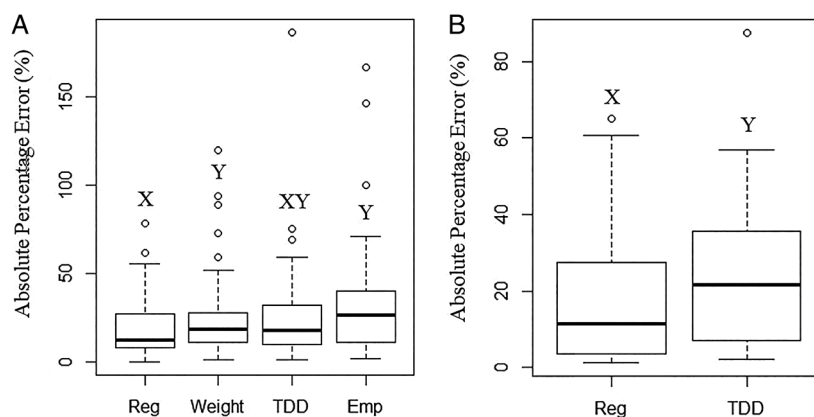 A
Absolute Percentage Error (%)
150
100
50
0
X
Y
XY
Y
Reg Weight TDD Emp
B
Absolute Percentage Error (%)
80
60
40
20
0
X
Y
Reg TDD